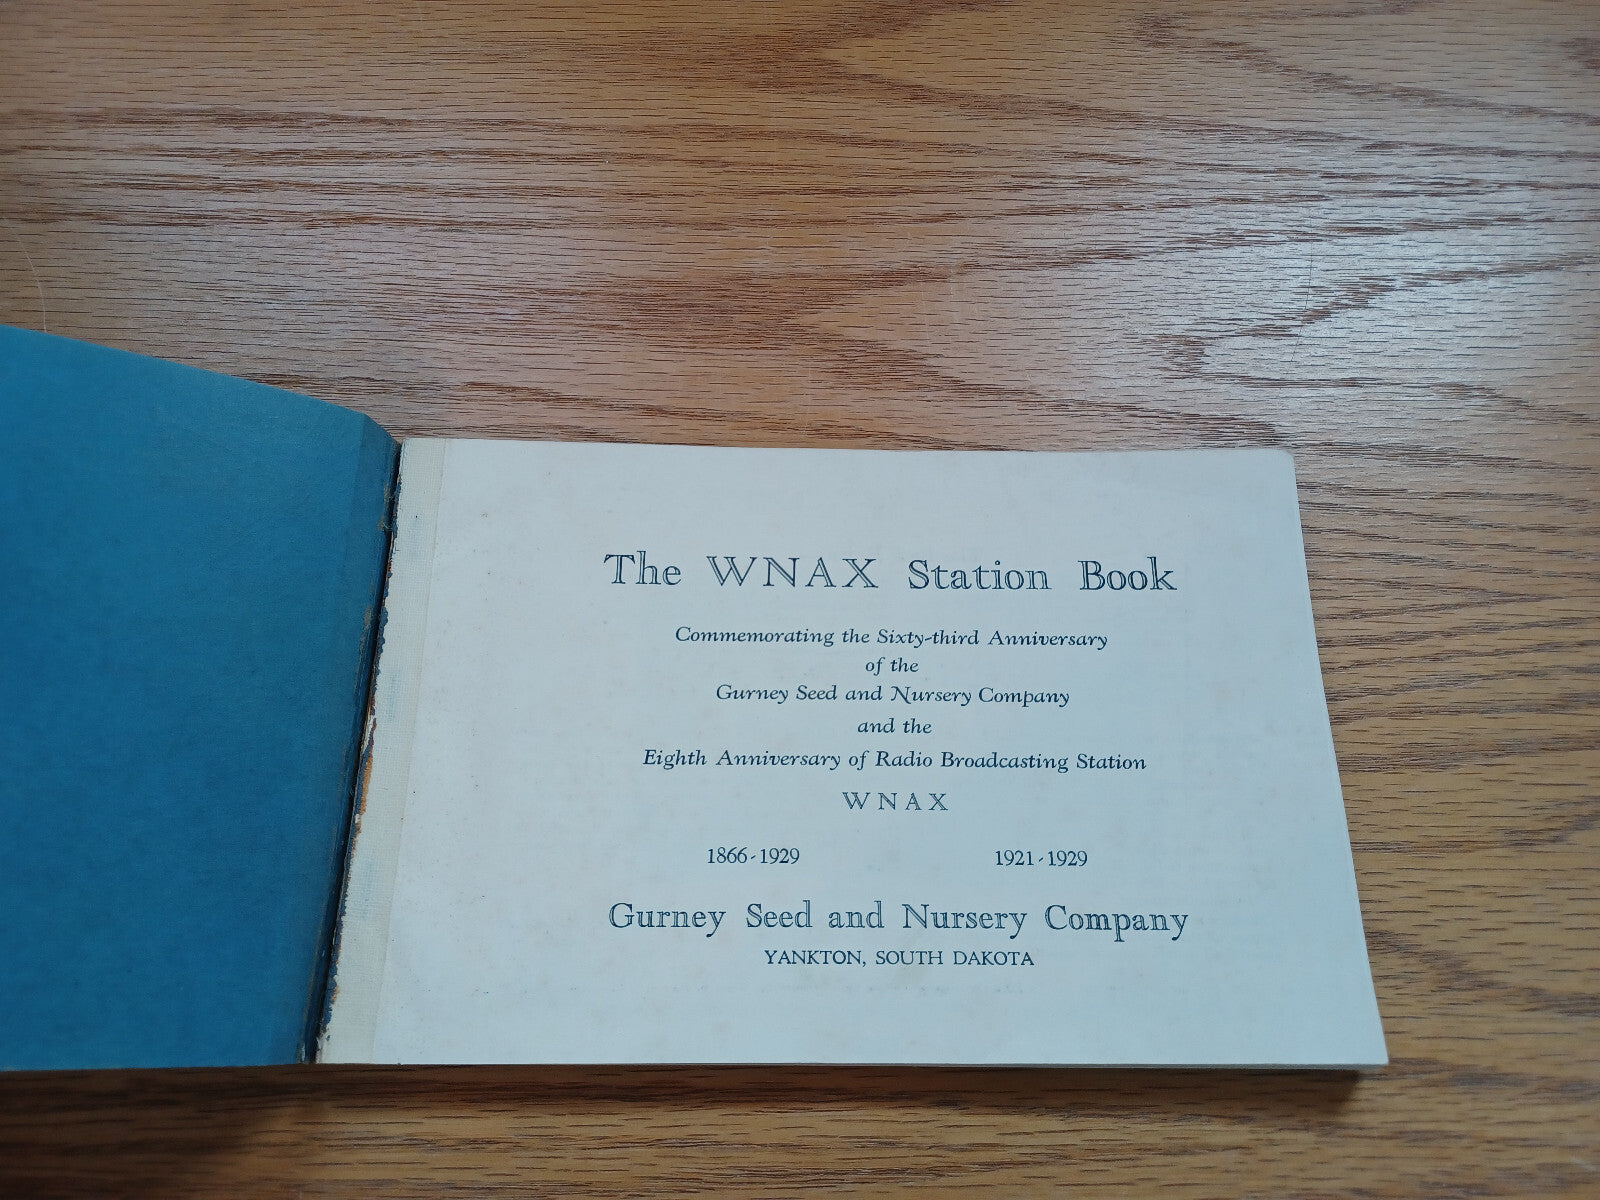 The WNAX Station Book
Commemorating the Sixty-third Anniversary
of the
Gurney Seed and Nursery Company
and the
Eighth Anniversary of Radio Broadcasting Station
WNAX
1866-1929 1921-1929
Gurney Seed and Nursery Company
YANKTON, SOUTH DAKOTA